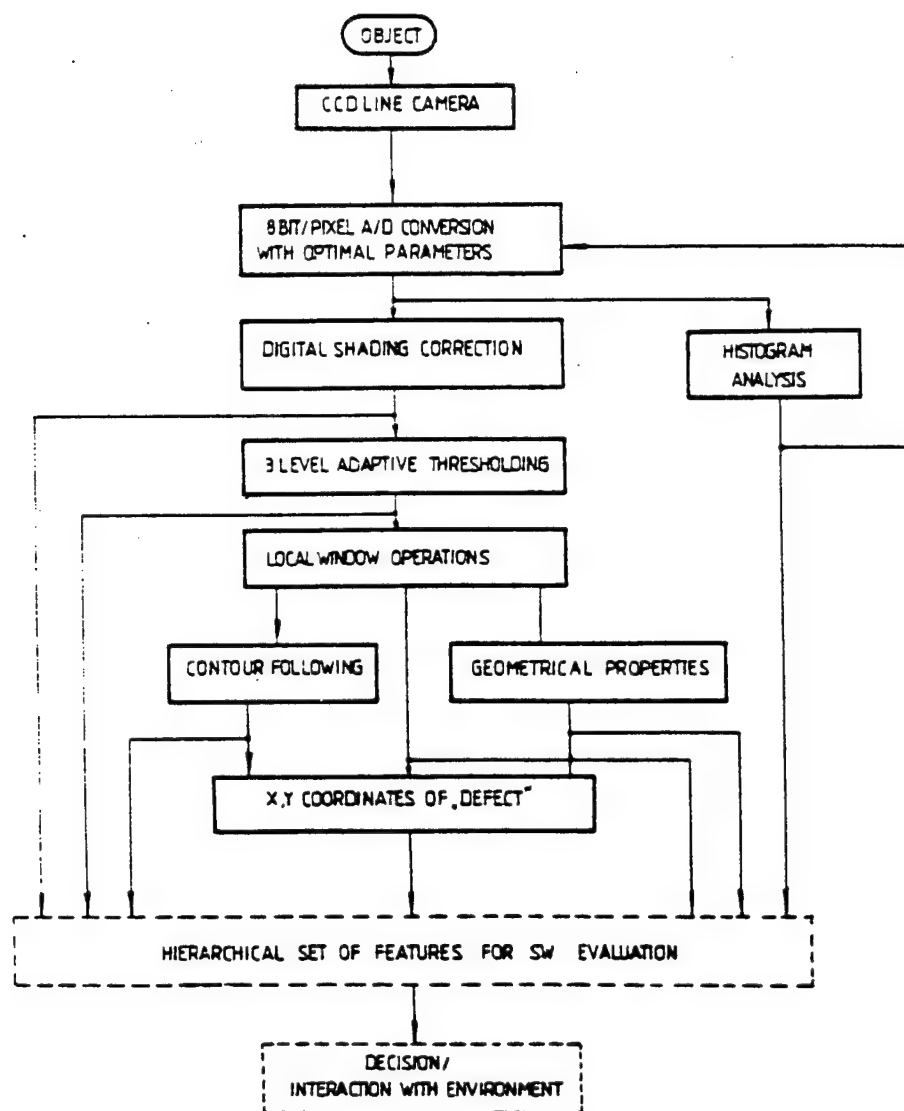 OBJECT
CCD LINE CAMERA
8BIT/PIXEL A/D CONVERSION
WITH OPTIMAL PARAMETERS
DIGITAL SHADING CORRECTION
HISTOGRAM
ANALYSIS
3 LEVEL ADAPTIVE THRESHOLDING
LOCAL WINDOW OPERATIONS
CONTOUR FOLLOWING
GEOMETRICAL PROPERTIES
X,Y COORDINATES OF „DEFECT"
HIERARCHICAL SET OF FEATURES FOR SW EVALUATION
DECISION/
INTERACTION WITH ENVIRONMENT